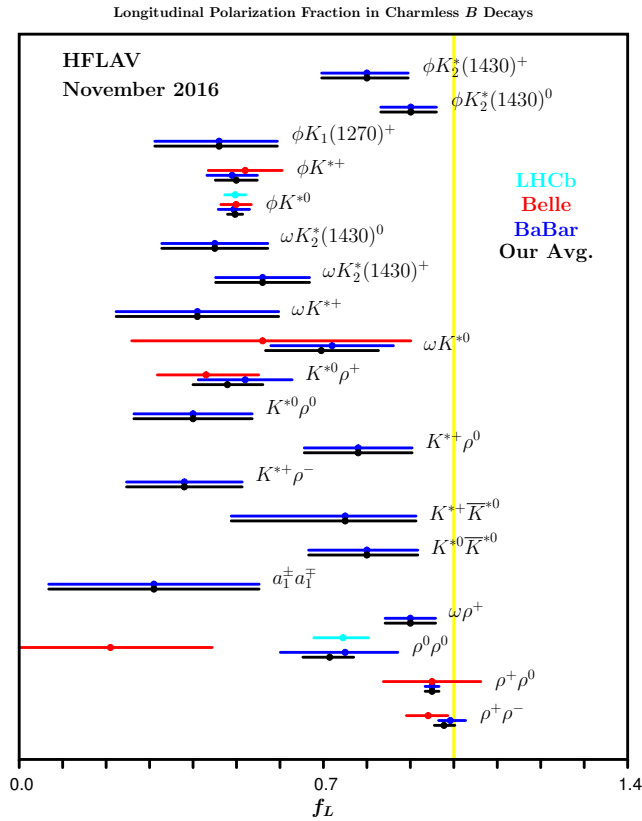 Longitudinal Polarization Fraction in Charmless B Decays
HFLAV
November 2016
ϕK₂*(1430)⁺
ϕK₂*(1430)⁰
ϕK₁(1270)⁺
ϕK*⁺
ϕK*⁰
LHCb
Belle
BaBar
Our Avg.
ωK₂*(1430)⁰
ωK₂*(1430)⁺
ωK*⁺
ωK*⁰
K*⁰ρ⁺
K*⁰ρ⁰
K*⁺ρ⁰
K*⁺ρ⁻
K*⁺K̅*⁰
K*⁰K̅*⁰
a₁±a₁∓
ωρ⁺
ρ⁰ρ⁰
ρ⁺ρ⁰
ρ⁺ρ⁻
0.0 0.7 1.4
f_L